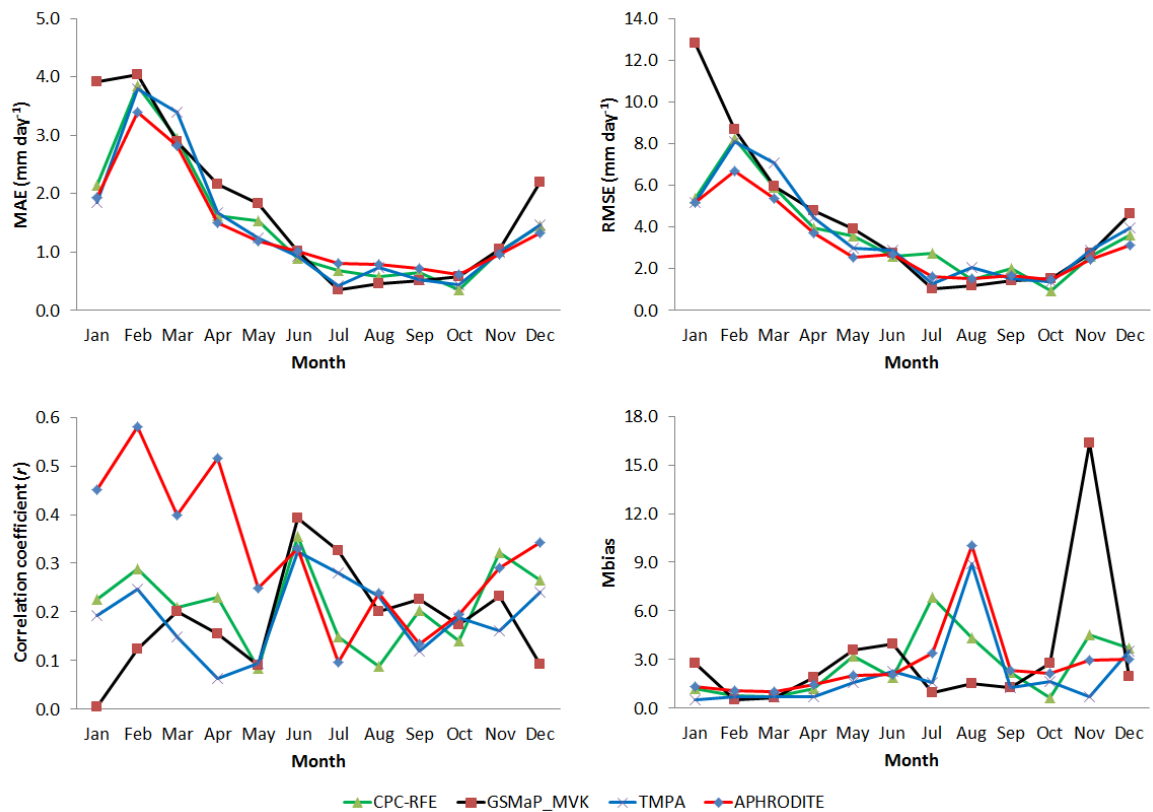 MAE (mm day-1)
5.0
4.0
3.0
2.0
1.0
0.0
Jan Feb Mar Apr May Jun Jul Aug Sep Oct Nov Dec
Month
RMSE (mm day-1)
14.0
12.0
10.0
8.0
6.0
4.0
2.0
0.0
Jan Feb Mar Apr May Jun Jul Aug Sep Oct Nov Dec
Month
Correlation coefficient (r)
0.6
0.5
0.4
0.3
0.2
0.1
0.0
Jan Feb Mar Apr May Jun Jul Aug Sep Oct Nov Dec
Month
Mbias
18.0
15.0
12.0
9.0
6.0
3.0
0.0
Jan Feb Mar Apr May Jun Jul Aug Sep Oct Nov Dec
Month
CPC-RFE GSMaP_MVK TMPA APHRODITE